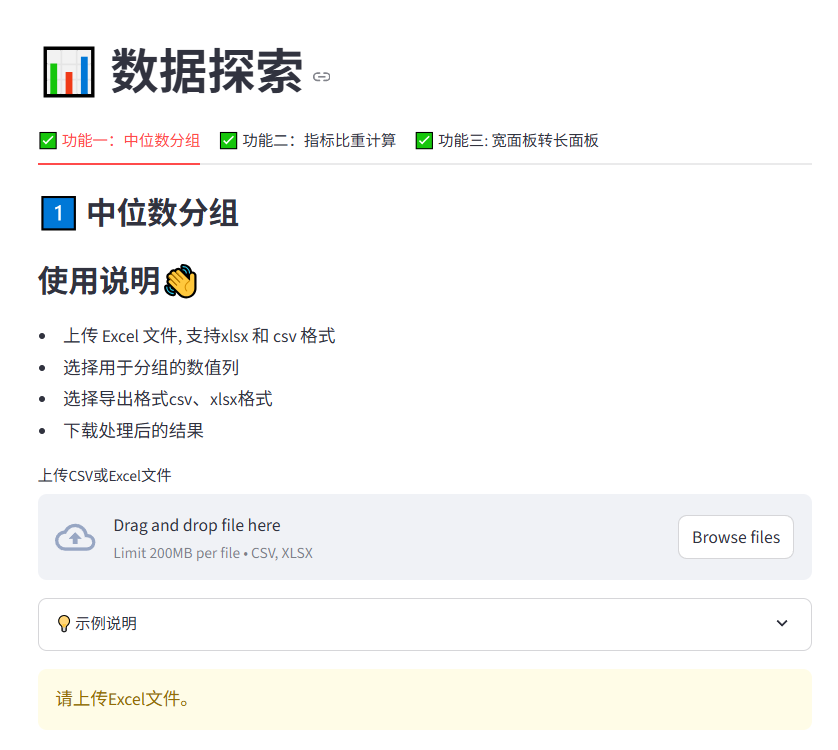 📊 数据探索
✅ 功能一：中位数分组 ✅ 功能二：指标比重计算 ✅ 功能三: 宽面板转长面板
1️⃣ 中位数分组
使用说明👏
• 上传 Excel 文件, 支持xlsx 和 csv 格式
• 选择用于分组的数值列
• 选择导出格式csv、xlsx格式
• 下载处理后的结果
上传CSV或Excel文件
Drag and drop file here
Limit 200MB per file • CSV, XLSX
Browse files
💡 示例说明
请上传Excel文件。